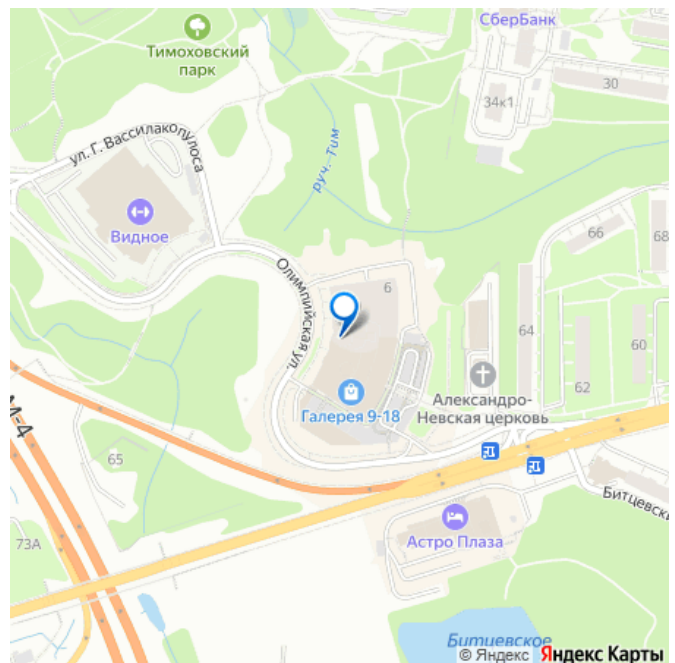 СберБанк
Тимоховский
парк
30
34к1
ул. Г. Вассилакопулоса
руч. Тим
Видное
66
68
Олимпийская ул.
6
64
60
62
Александро-
Невская церковь
Галерея 9-18
М-4
65
Битцевский
73А
Астро Плаза
Битцевское
© Яндекс Яндекс Карты